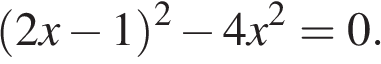 (2x − 1)² − 4x² = 0.